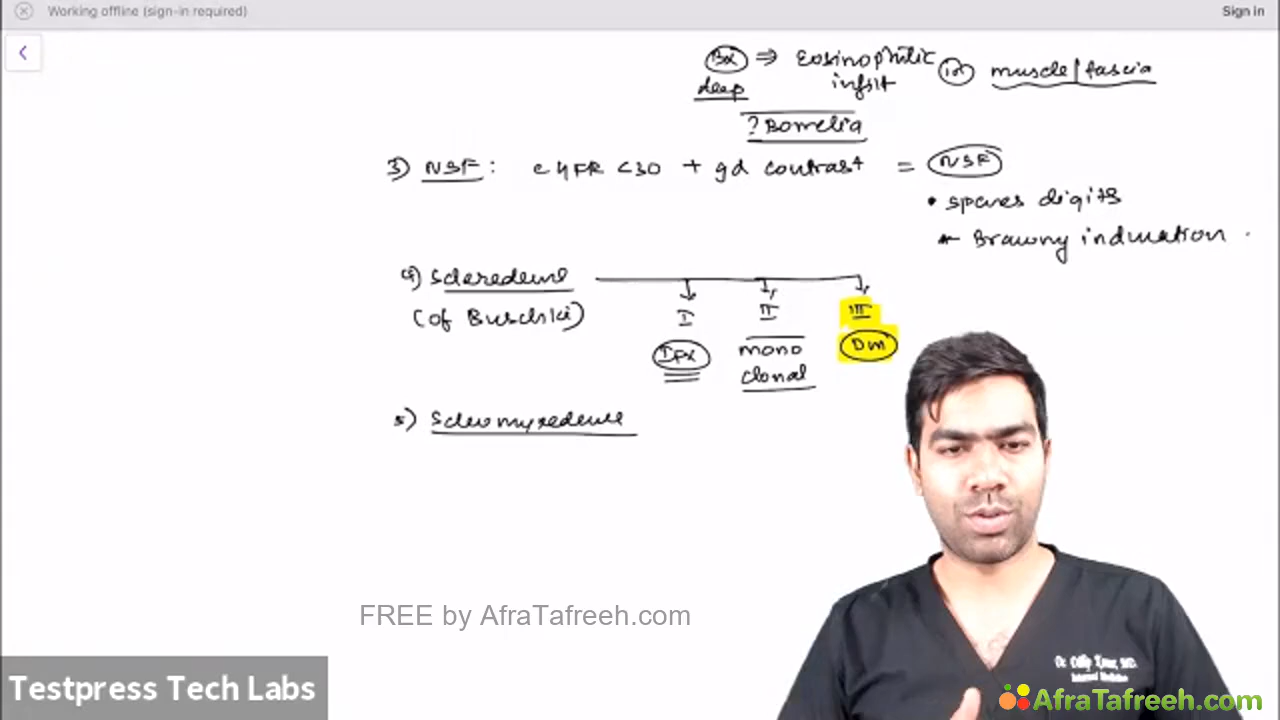 Working offline (sign-in required)
Sign in
Bx ⇒ Eosinophilic
deep infilt in muscle/fascia
? Borrelia
3) NSF: eGFR <30 + gd contrast = NSF
• spares digits
Brawny induration
4) Scleredema
(of Buschke)
I II III
mono DM
clonal
5) Scleromyxedema
FREE by AfraTafreeh.com
Testpress Tech Labs
Internal Medicine
AfraTafreeh.com